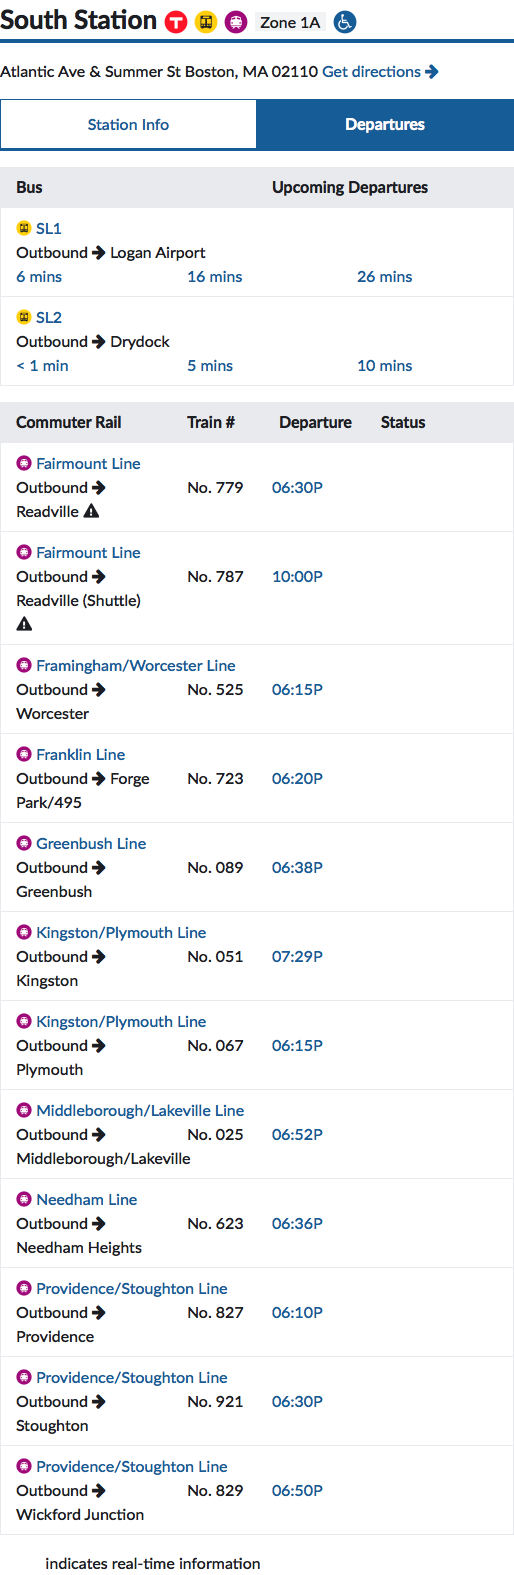 South Station T Zone 1A
Atlantic Ave & Summer St Boston, MA 02110 Get directions
Station Info Departures
Bus Upcoming Departures
SL1
Outbound Logan Airport
6 mins 16 mins 26 mins
SL2
Outbound Drydock
< 1 min 5 mins 10 mins
Commuter Rail Train # Departure Status
Fairmount Line
Outbound No. 779 06:30P
Readville
Fairmount Line
Outbound No. 787 10:00P
Readville (Shuttle)
Framingham/Worcester Line
Outbound No. 525 06:15P
Worcester
Franklin Line
Outbound Forge No. 723 06:20P
Park/495
Greenbush Line
Outbound No. 089 06:38P
Greenbush
Kingston/Plymouth Line
Outbound No. 051 07:29P
Kingston
Kingston/Plymouth Line
Outbound No. 067 06:15P
Plymouth
Middleborough/Lakeville Line
Outbound No. 025 06:52P
Middleborough/Lakeville
Needham Line
Outbound No. 623 06:36P
Needham Heights
Providence/Stoughton Line
Outbound No. 827 06:10P
Providence
Providence/Stoughton Line
Outbound No. 921 06:30P
Stoughton
Providence/Stoughton Line
Outbound No. 829 06:50P
Wickford Junction
indicates real-time information